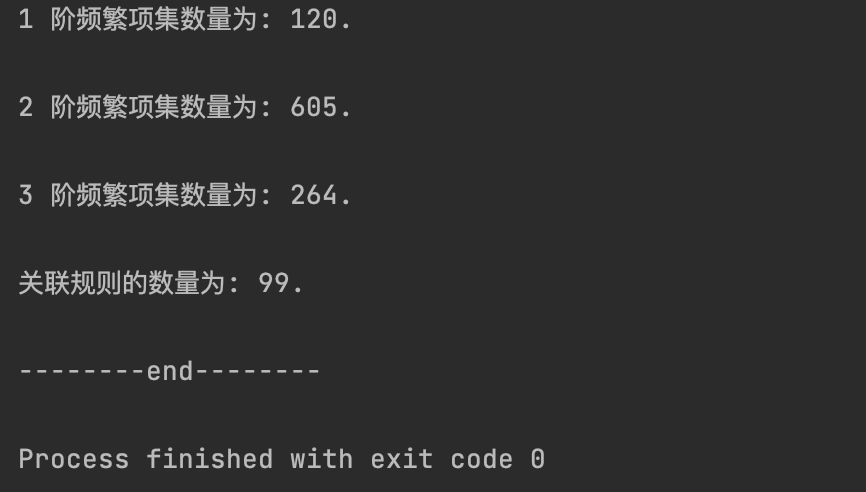 1 阶频繁项集数量为: 120.
2 阶频繁项集数量为: 605.
3 阶频繁项集数量为: 264.
关联规则的数量为: 99.
--------end--------
Process finished with exit code 0